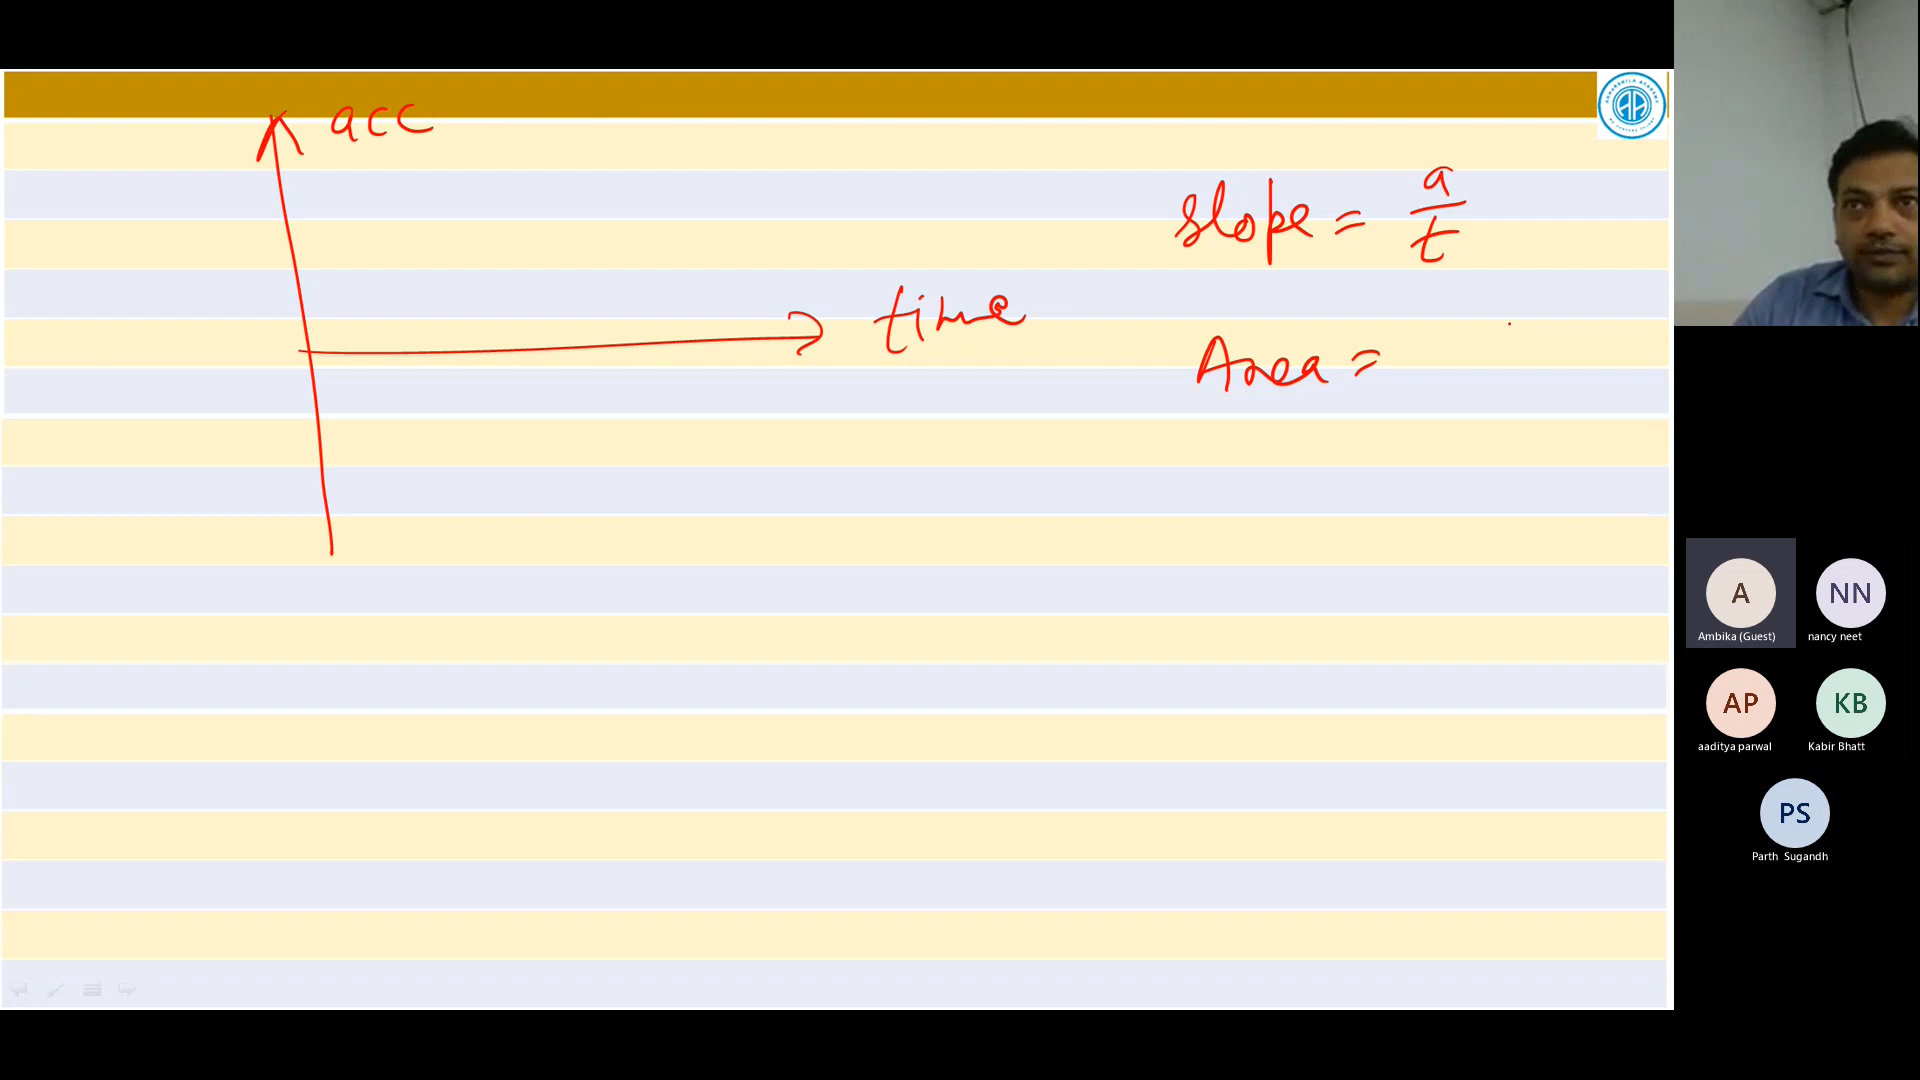 acc
slope = a/t
time
Area =
A
NN
Ambika (Guest)
nancy neet
AP
KB
aaditya parwal
Kabir Bhatt
PS
Parth Sugandh